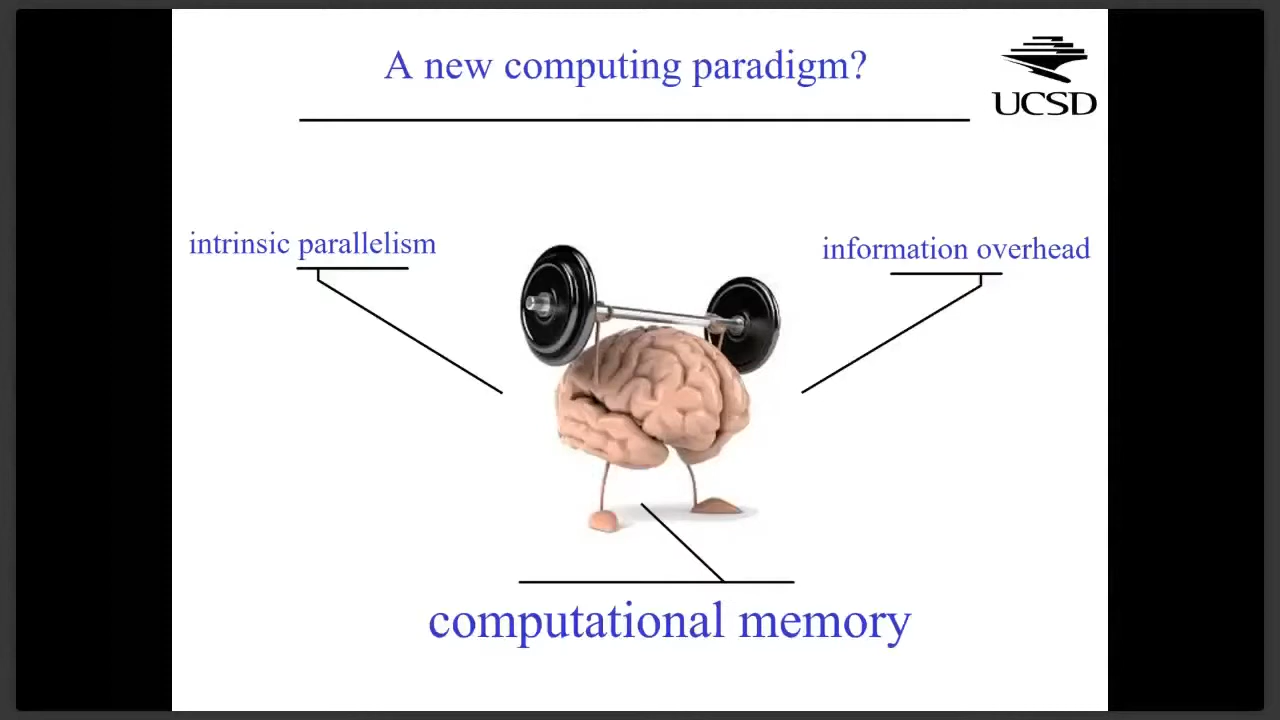 A new computing paradigm?
UCSD
intrinsic parallelism
information overhead
computational memory